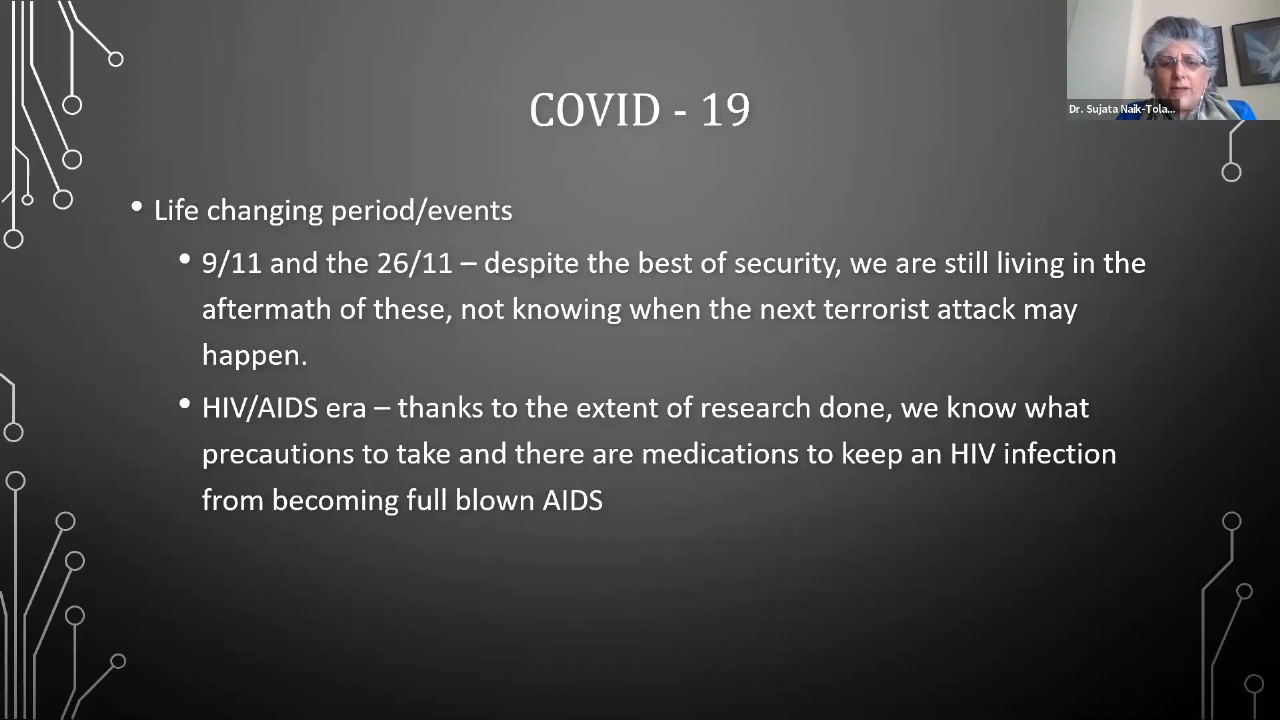 COVID - 19
Dr. Sujata Naik-Tola...
• Life changing period/events
• 9/11 and the 26/11 – despite the best of security, we are still living in the
aftermath of these, not knowing when the next terrorist attack may
happen.
• HIV/AIDS era – thanks to the extent of research done, we know what
precautions to take and there are medications to keep an HIV infection
from becoming full blown AIDS